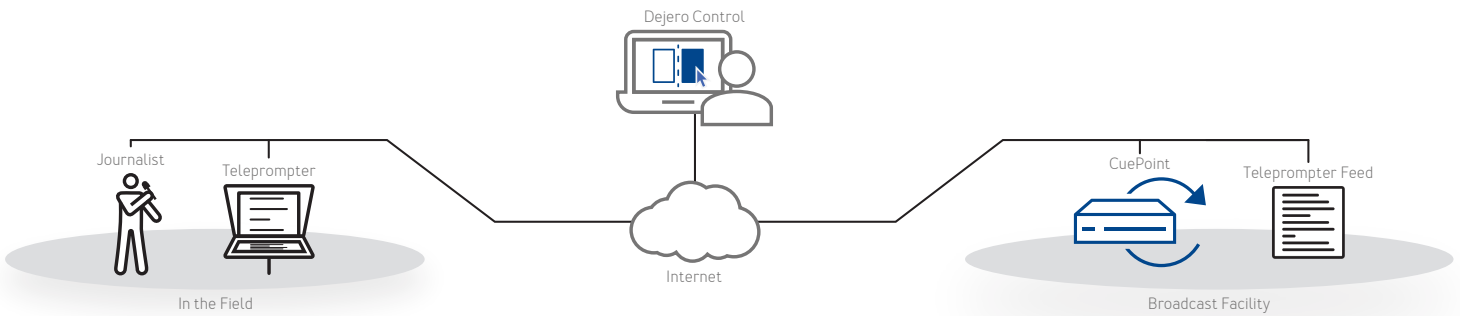 Dejero Control
Journalist
Teleprompter
CuePoint
Teleprompter Feed
Internet
In the Field
Broadcast Facility